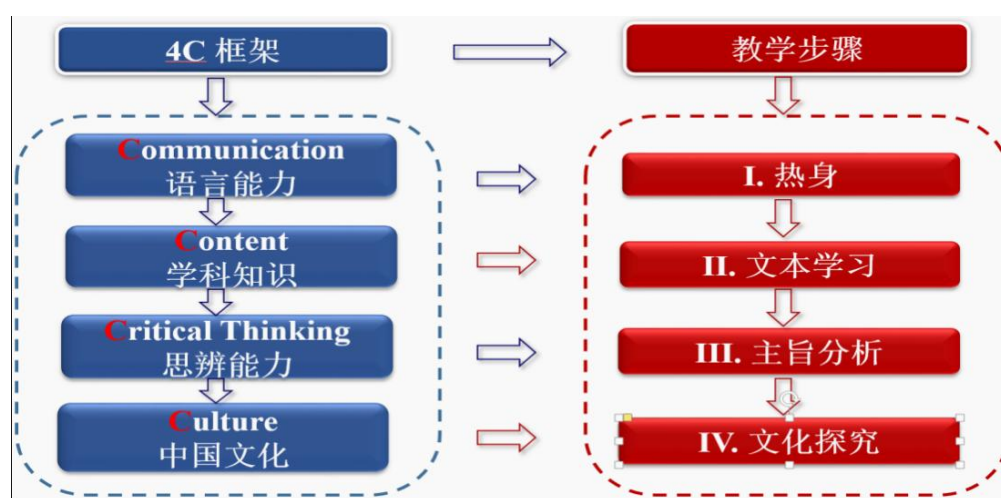 4C 框架
教学步骤
Communication
语言能力
I. 热身
Content
学科知识
II. 文本学习
Critical Thinking
思辨能力
III. 主旨分析
Culture
中国文化
IV. 文化探究